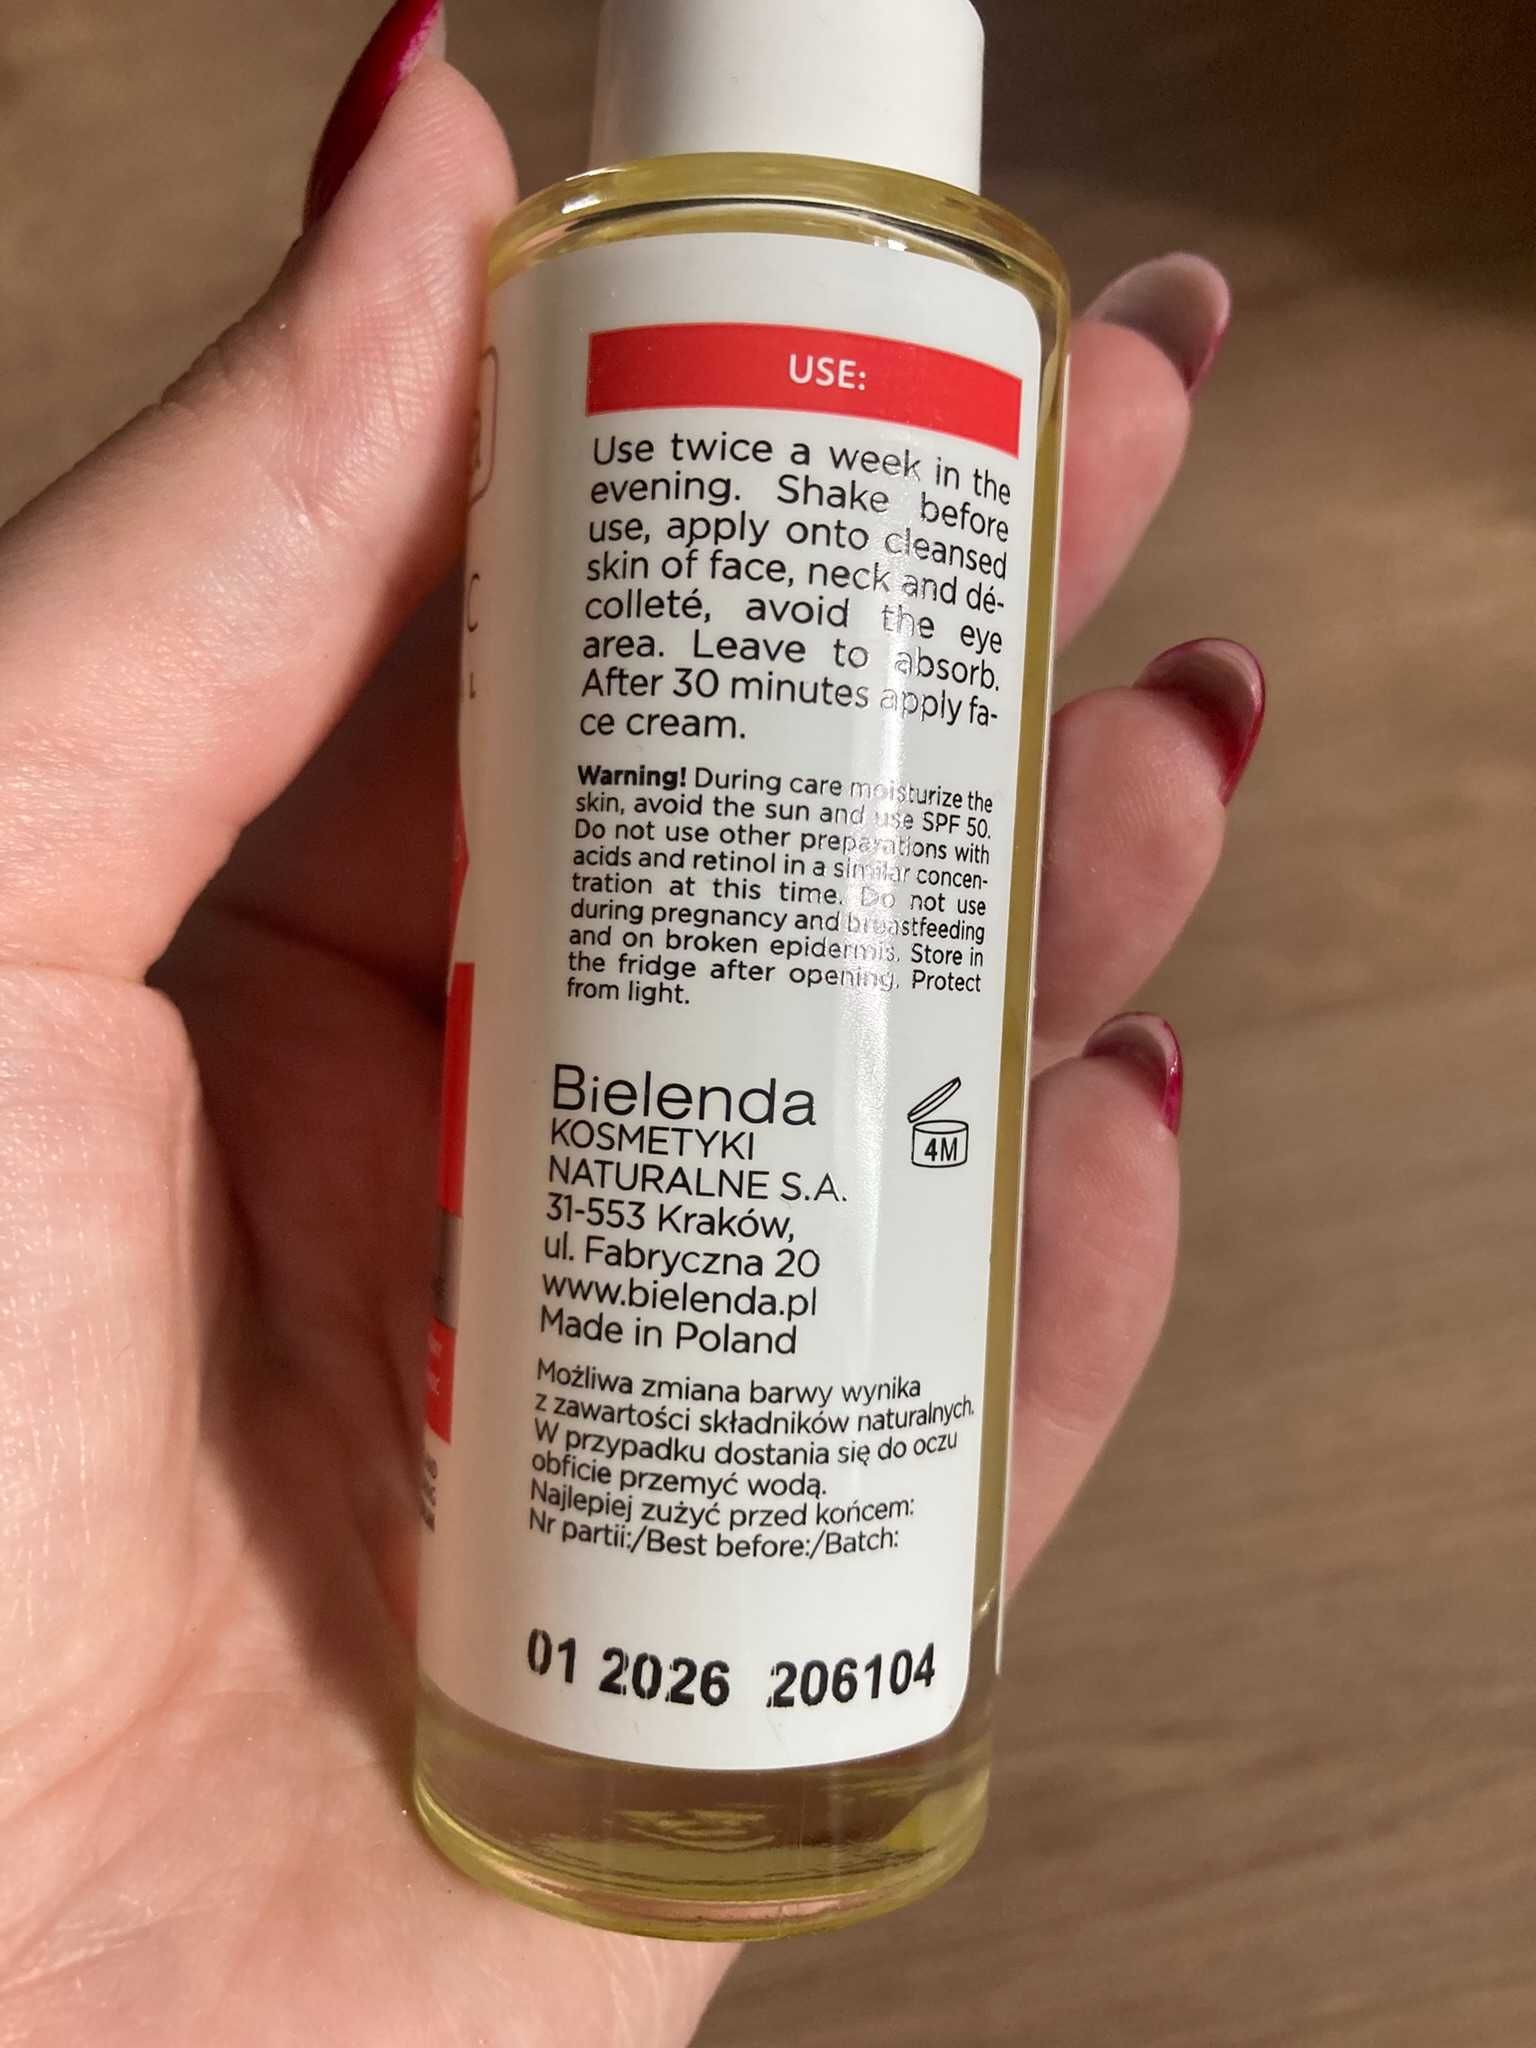 USE:
Use twice a week in the
evening. Shake before
use, apply onto cleansed
skin of face, neck and dé-
colleté, avoid the eye
area. Leave to absorb.
After 30 minutes apply fa-
ce cream.
Warning! During care moisturize the
skin, avoid the sun and use SPF 50.
Do not use other preparations with
acids and retinol in a similar concen-
tration at this time. Do not use
during pregnancy and breastfeeding
and on broken epidermis. Store in
the fridge after opening. Protect
from light.
Bielenda
KOSMETYKI
NATURALNE S.A.
31-553 Kraków,
ul. Fabryczna 20
www.bielenda.pl
Made in Poland
4M
Możliwa zmiana barwy wynika
z zawartości składników naturalnych.
W przypadku dostania się do oczu
obficie przemyć wodą.
Najlepiej zużyć przed końcem:
Nr partii:/Best before:/Batch:
01 2026 206104